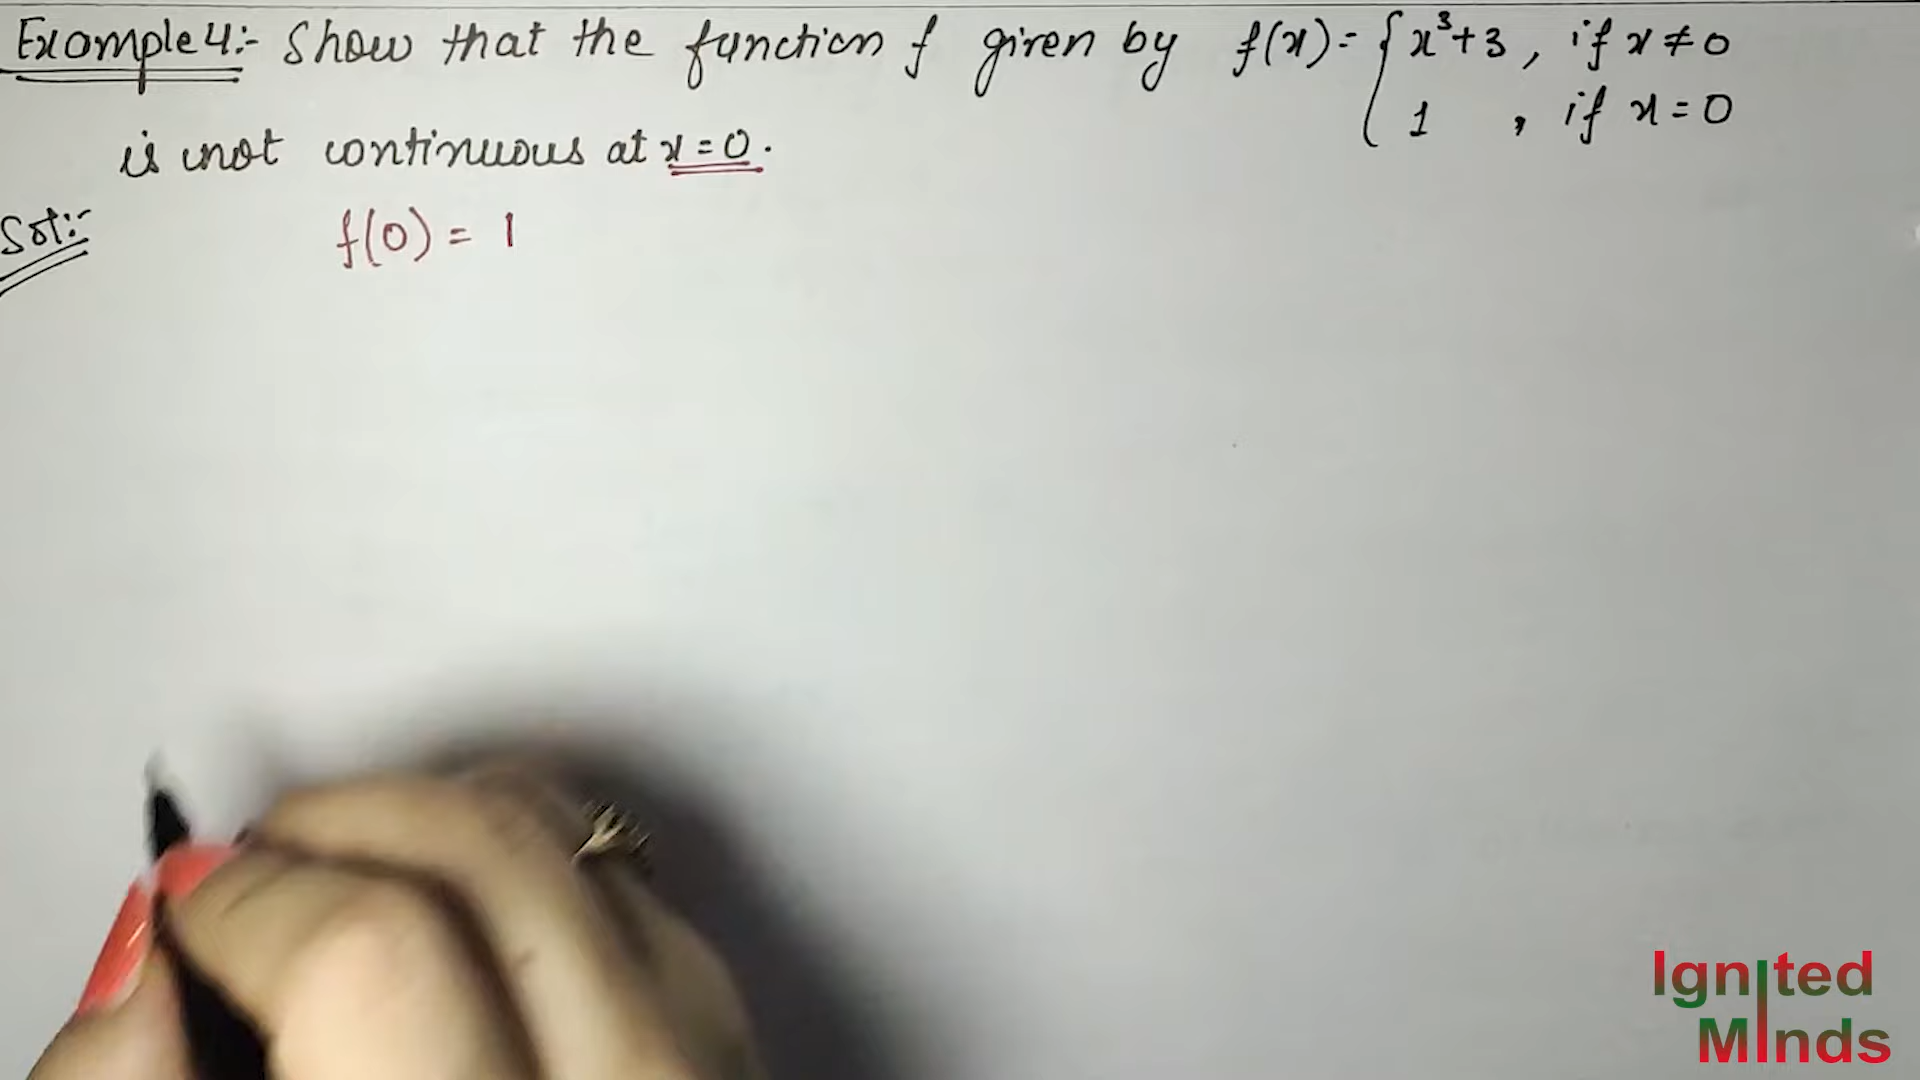 Example 4:- Show that the function f given by f(x) = { x³+3 , if x ≠ 0
1 , if x = 0
is not continuous at x = 0.
Sol:-
f(0) = 1
Ignited
Minds